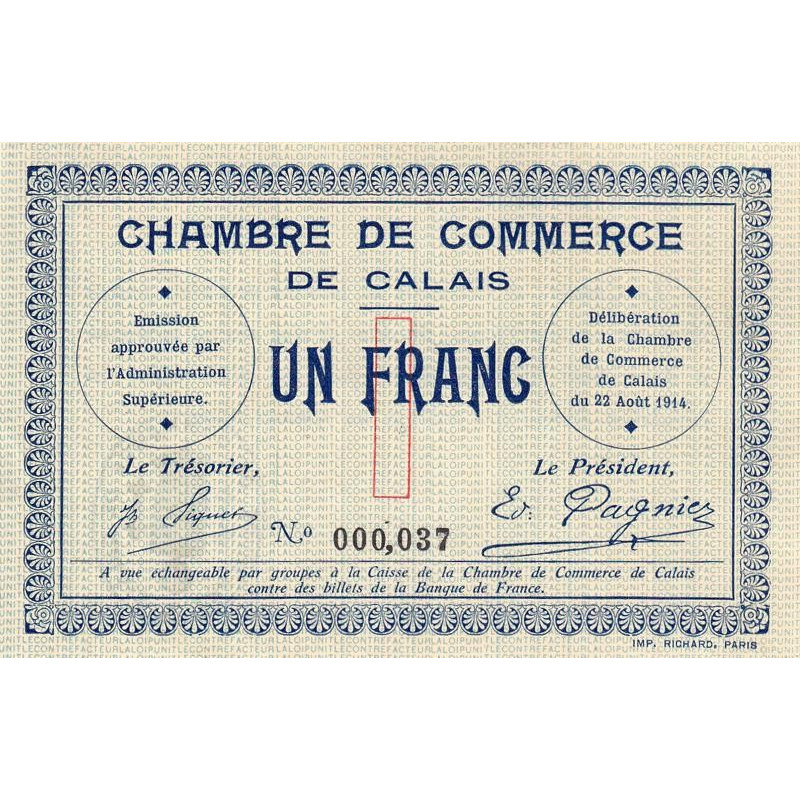 CHAMBRE DE COMMERCE
DE CALAIS
Emission
approuvée par
l'Administration
Supérieure.
UN FRANC
Délibération
de la Chambre
de Commerce
de Calais
du 22 Août 1914.
Le Trésorier,
Le Président,
Ed. Pagniez
No 000,037
A vue échangeable par groupes à la Caisse de la Chambre de Commerce de Calais
contre des billets de la Banque de France.
IMP. RICHARD, PARIS